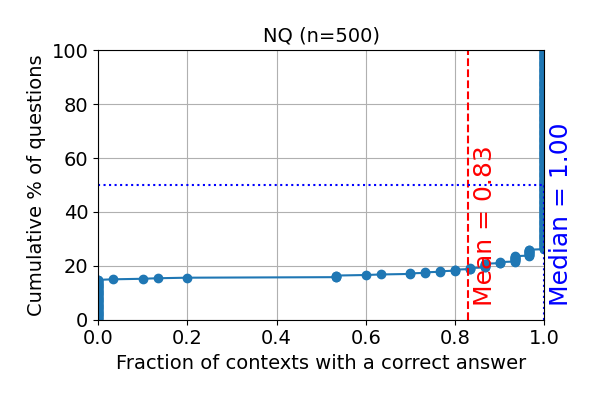 NQ (n=500)
Cumulative % of questions
100
80
60
40
20
0
Mean = 0.83
Median = 1.00
0.0 0.2 0.4 0.6 0.8 1.0
Fraction of contexts with a correct answer